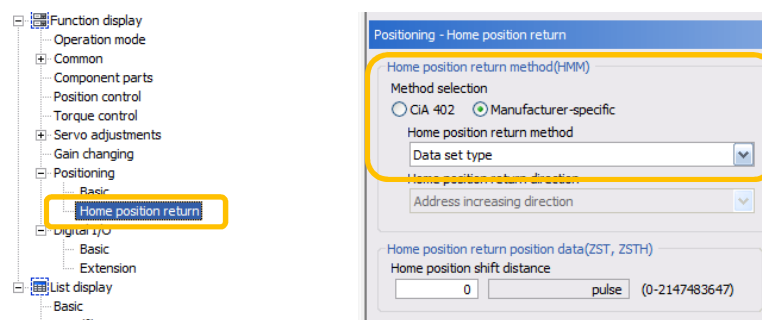 Function display
Operation mode
Common
Component parts
Position control
Torque control
Servo adjustments
Gain changing
Positioning
Basic
Home position return
Digital I/O
Basic
Extension
List display
Basic
Positioning - Home position return
Home position return method(HMM)
Method selection
CiA 402 Manufacturer-specific
Home position return method
Data set type
Home position return direction
Address increasing direction
Home position return position data(ZST, ZSTH)
Home position shift distance
0 pulse (0-2147483647)